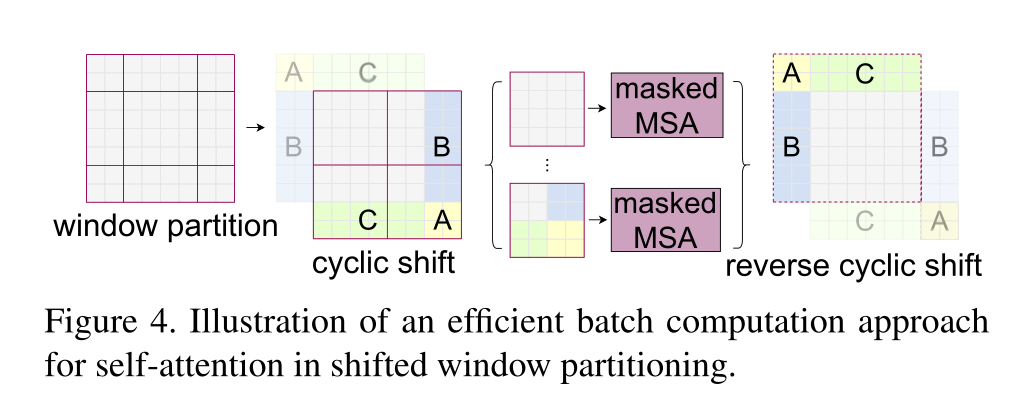 A C
B
B
C A
window partition
cyclic shift
masked
MSA
...
masked
MSA
A C
B
B
C A
reverse cyclic shift
Figure 4. Illustration of an efficient batch computation approach
for self-attention in shifted window partitioning.